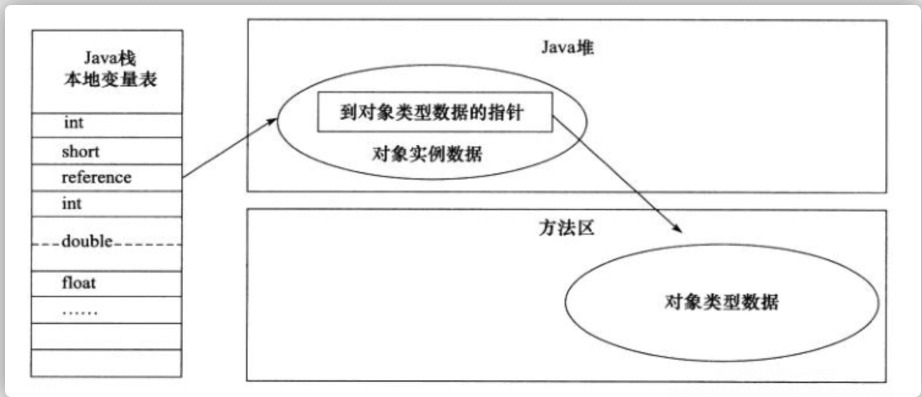 Java栈
本地变量表
int
short
reference
int
double
float
……
Java堆
到对象类型数据的指针
对象实例数据
方法区
对象类型数据